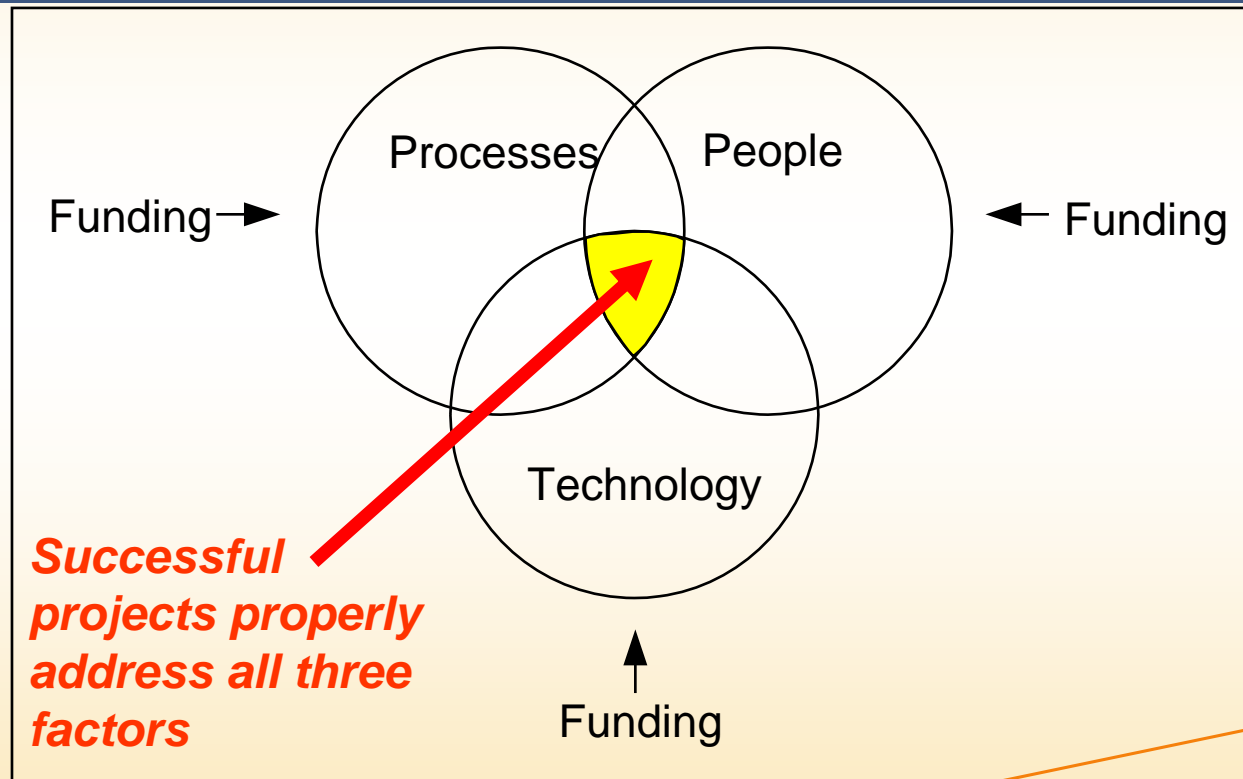 Processes
People
Funding
Funding
Technology
Successful
projects properly
address all three
factors
Funding